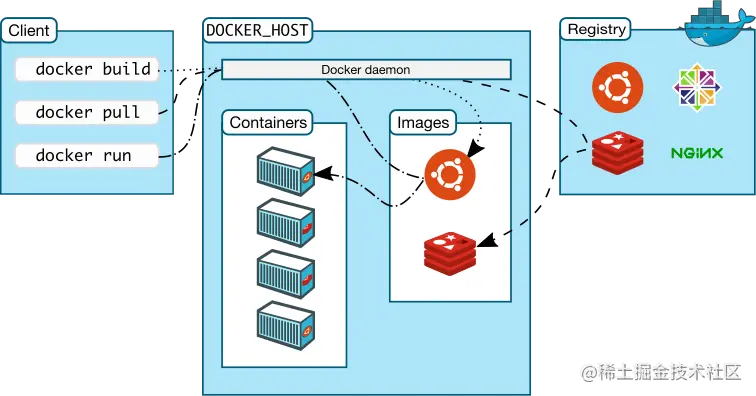 Client
DOCKER_HOST
Registry
docker build
Docker daemon
docker pull
Containers
Images
docker run
NGINX
@稀土掘金技术社区